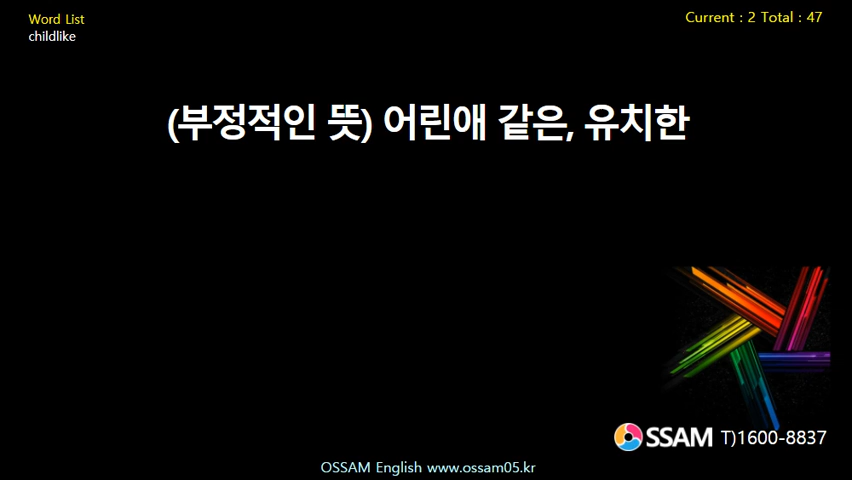 Word List
childlike
Current : 2 Total : 47
(부정적인 뜻) 어린애 같은, 유치한
OSSAM T)1600-8837
OSSAM English www.ossam05.kr